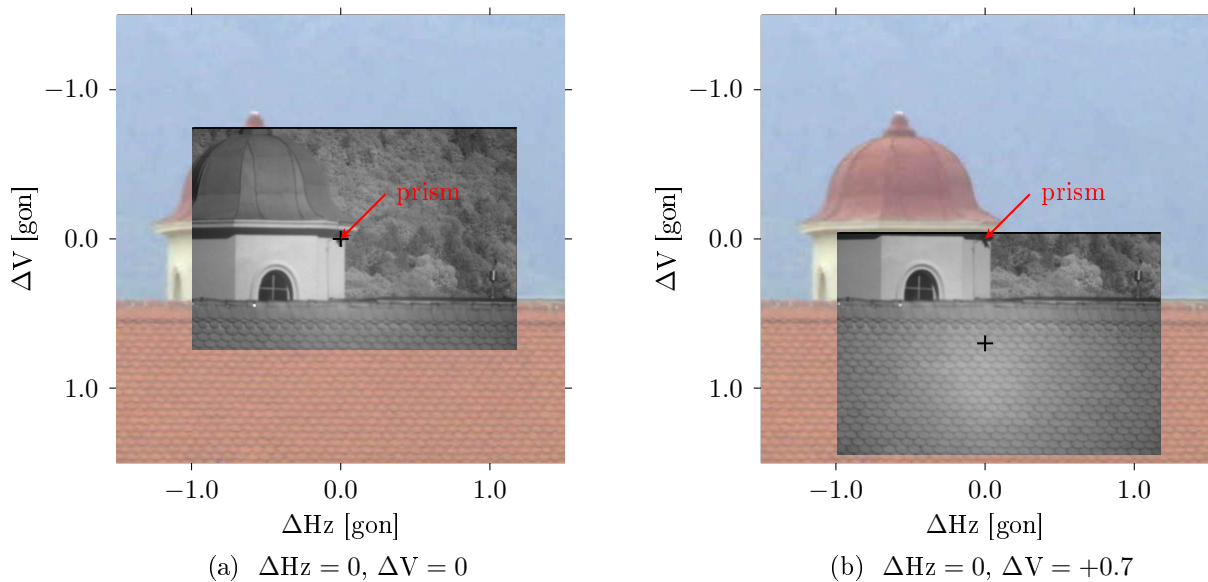 −1.0
0.0
1.0
ΔV [gon]
prism
−1.0 0.0 1.0
ΔHz [gon]
(a) ΔHz = 0, ΔV = 0
−1.0
0.0
1.0
ΔV [gon]
prism
−1.0 0.0 1.0
ΔHz [gon]
(b) ΔHz = 0, ΔV = +0.7